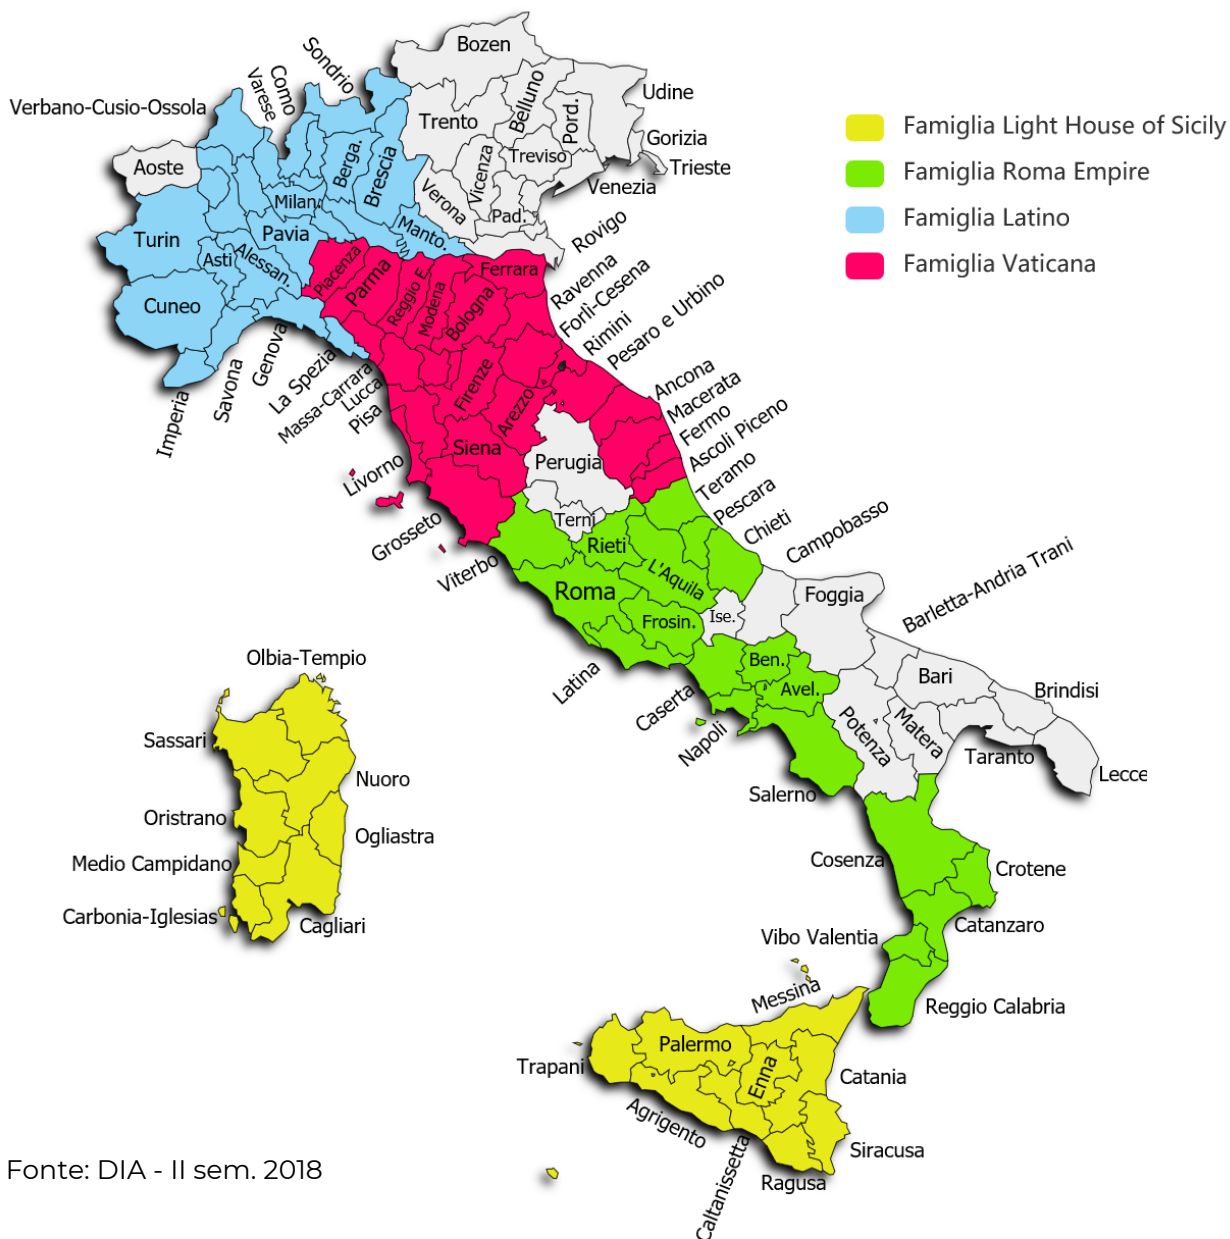 Bozen
Sondrio
Como
Varese
Verbano-Cusio-Ossola
Belluno
Udine
Pord.
Trento
Gorizia
Treviso
Trieste
Aoste
Vicenza
Venezia
Berga.
Brescia
Verona
Milan.
Pad.
Rovigo
Manto.
Turin
Pavia
Asti
Alessan.
Cuneo
Piacenza
Parma
Reggio E.
Modena
Bologna
Ferrara
Ravenna
Forlì-Cesena
Rimini
Pesaro e Urbino
Imperia
Savona
Genova
La Spezia
Massa-Carrara
Lucca
Pisa
Firenze
Arezzo
Ancona
Macerata
Fermo
Ascoli Piceno
Siena
Perugia
Livorno
Teramo
Pescara
Grosseto
Terni
Chieti
Viterbo
Rieti
L'Aquila
Campobasso
Roma
Frosin.
Ise.
Foggia
Barletta-Andria Trani
Latina
Caserta
Ben.
Avel.
Bari
Brindisi
Napoli
Potenza
Matera
Taranto
Lecce
Salerno
Olbia-Tempio
Sassari
Nuoro
Oristrano
Ogliastra
Medio Campidano
Carbonia-Iglesias
Cagliari
Cosenza
Crotene
Catanzaro
Vibo Valentia
Reggio Calabria
Messina
Palermo
Trapani
Enna
Catania
Agrigento
Caltanissetta
Siracusa
Ragusa
Famiglia Light House of Sicily
Famiglia Roma Empire
Famiglia Latino
Famiglia Vaticana
Fonte: DIA - II sem. 2018